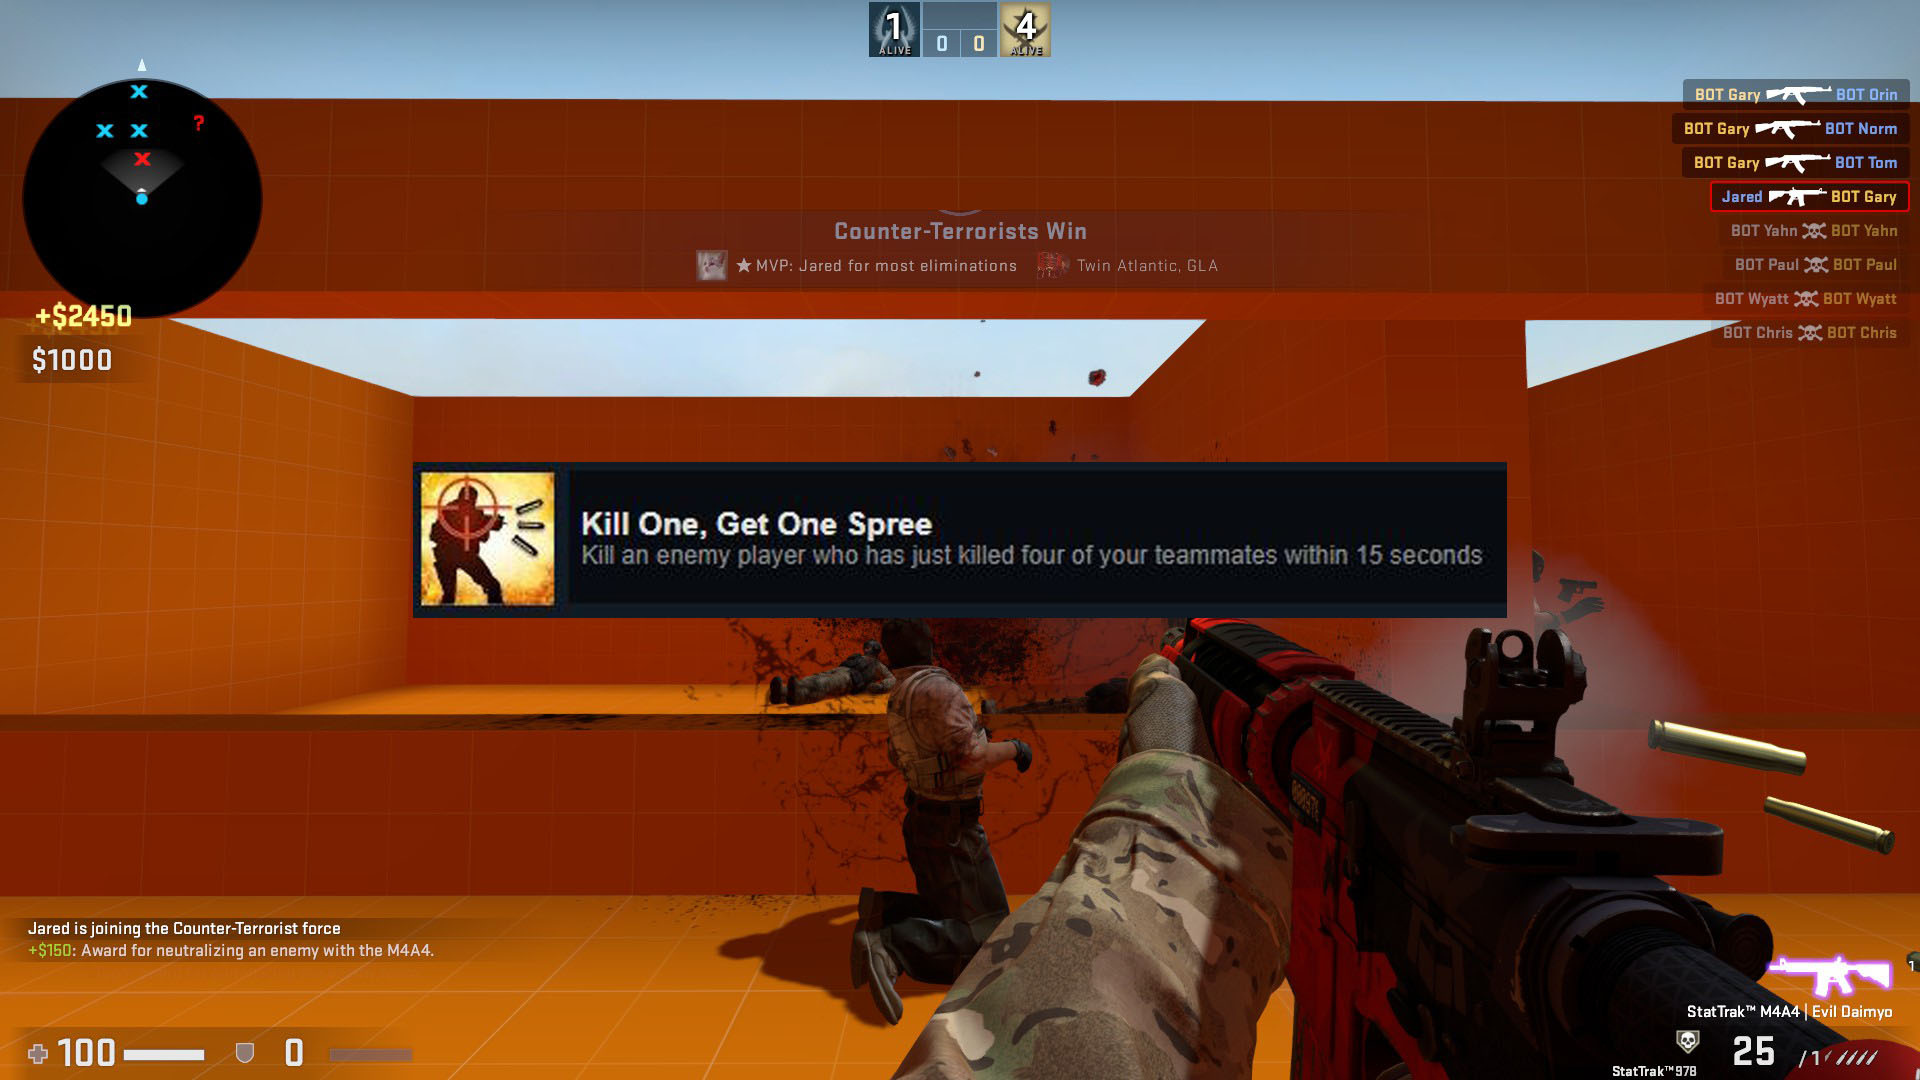 1
ALIVE
0
0
4
ALIVE
BOT Gary BOT Orin
BOT Gary BOT Norm
BOT Gary BOT Tom
Jared BOT Gary
BOT Yahn BOT Yahn
BOT Paul BOT Paul
BOT Wyatt BOT Wyatt
BOT Chris BOT Chris
?
Counter-Terrorists Win
★ MVP: Jared for most eliminations Twin Atlantic, GLA
+$2450
$1000
Kill One, Get One Spree
Kill an enemy player who has just killed four of your teammates within 15 seconds
Jared is joining the Counter-Terrorist force
+$150: Award for neutralizing an enemy with the M4A4.
100
0
1
StatTrak™ M4A4 | Evil Daimyo
25 / 1
StatTrak™978